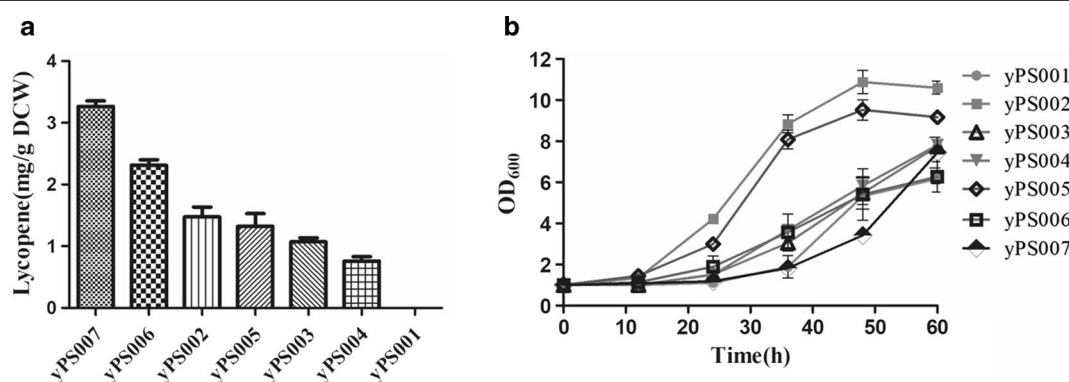 a
Lycopene(mg/g DCW)
4
3
2
1
0
yPS007
yPS006
yPS002
yPS005
yPS003
yPS004
yPS001
b
OD600
12
10
8
6
4
2
0
0 10 20 30 40 50 60
Time(h)
yPS001
yPS002
yPS003
yPS004
yPS005
yPS006
yPS007